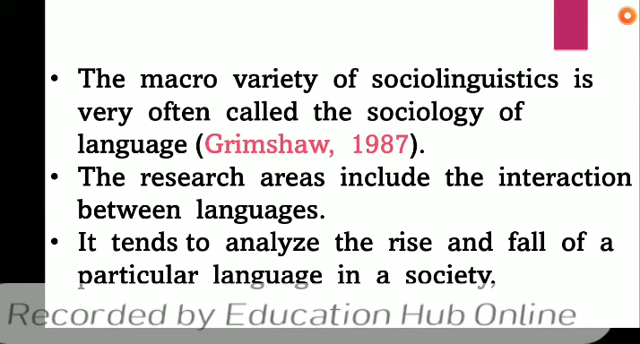 • The macro variety of sociolinguistics is
very often called the sociology of
language (Grimshaw, 1987).
• The research areas include the interaction
between languages.
• It tends to analyze the rise and fall of a
particular language in a society,
Recorded by Education Hub Online